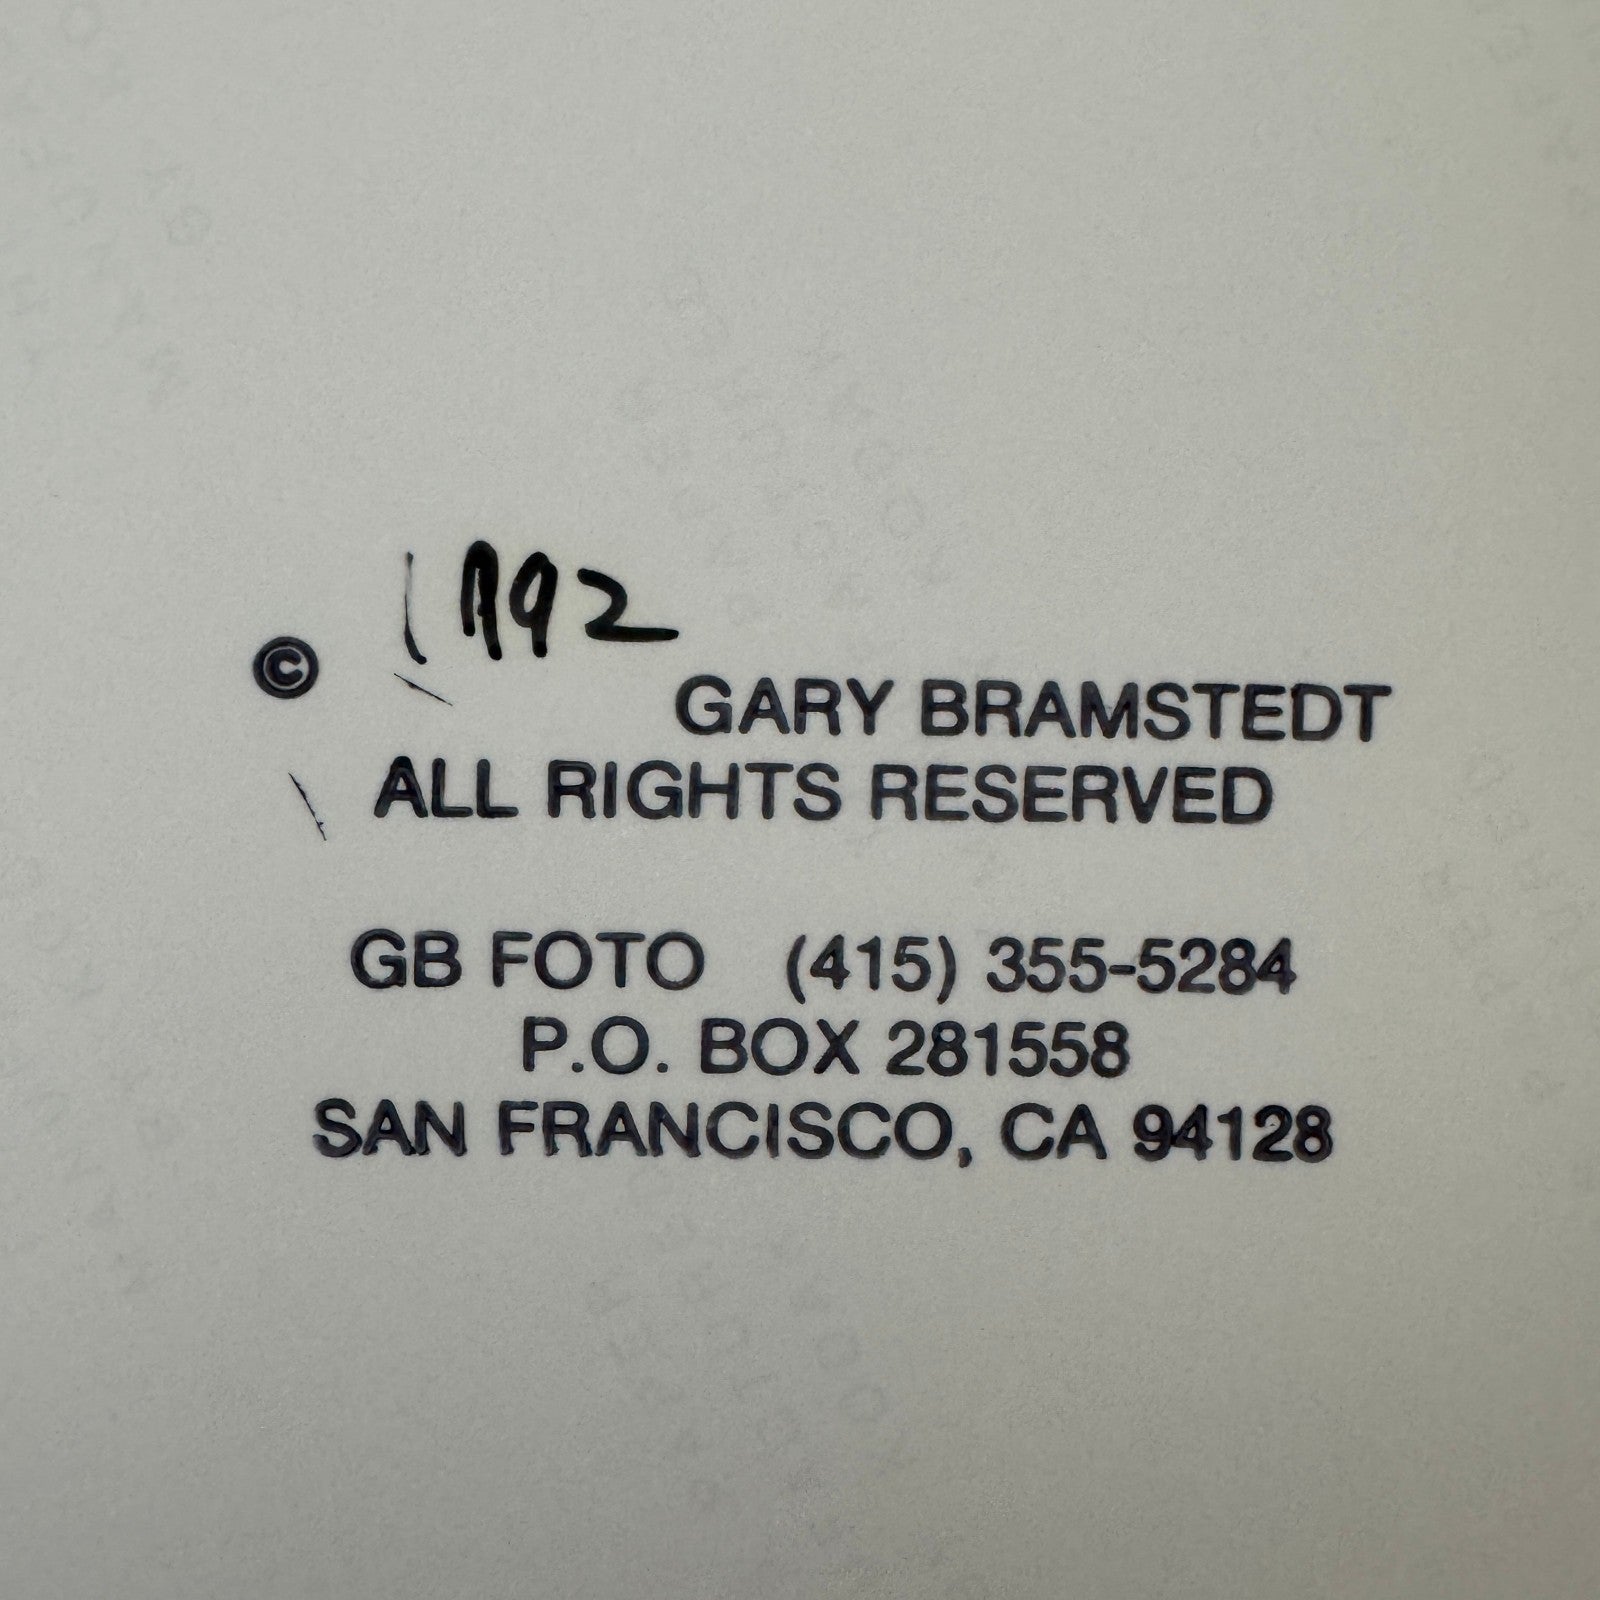 © 1992 GARY BRAMSTEDT
ALL RIGHTS RESERVED
GB FOTO (415) 355-5284
P.O. BOX 281558
SAN FRANCISCO, CA 94128